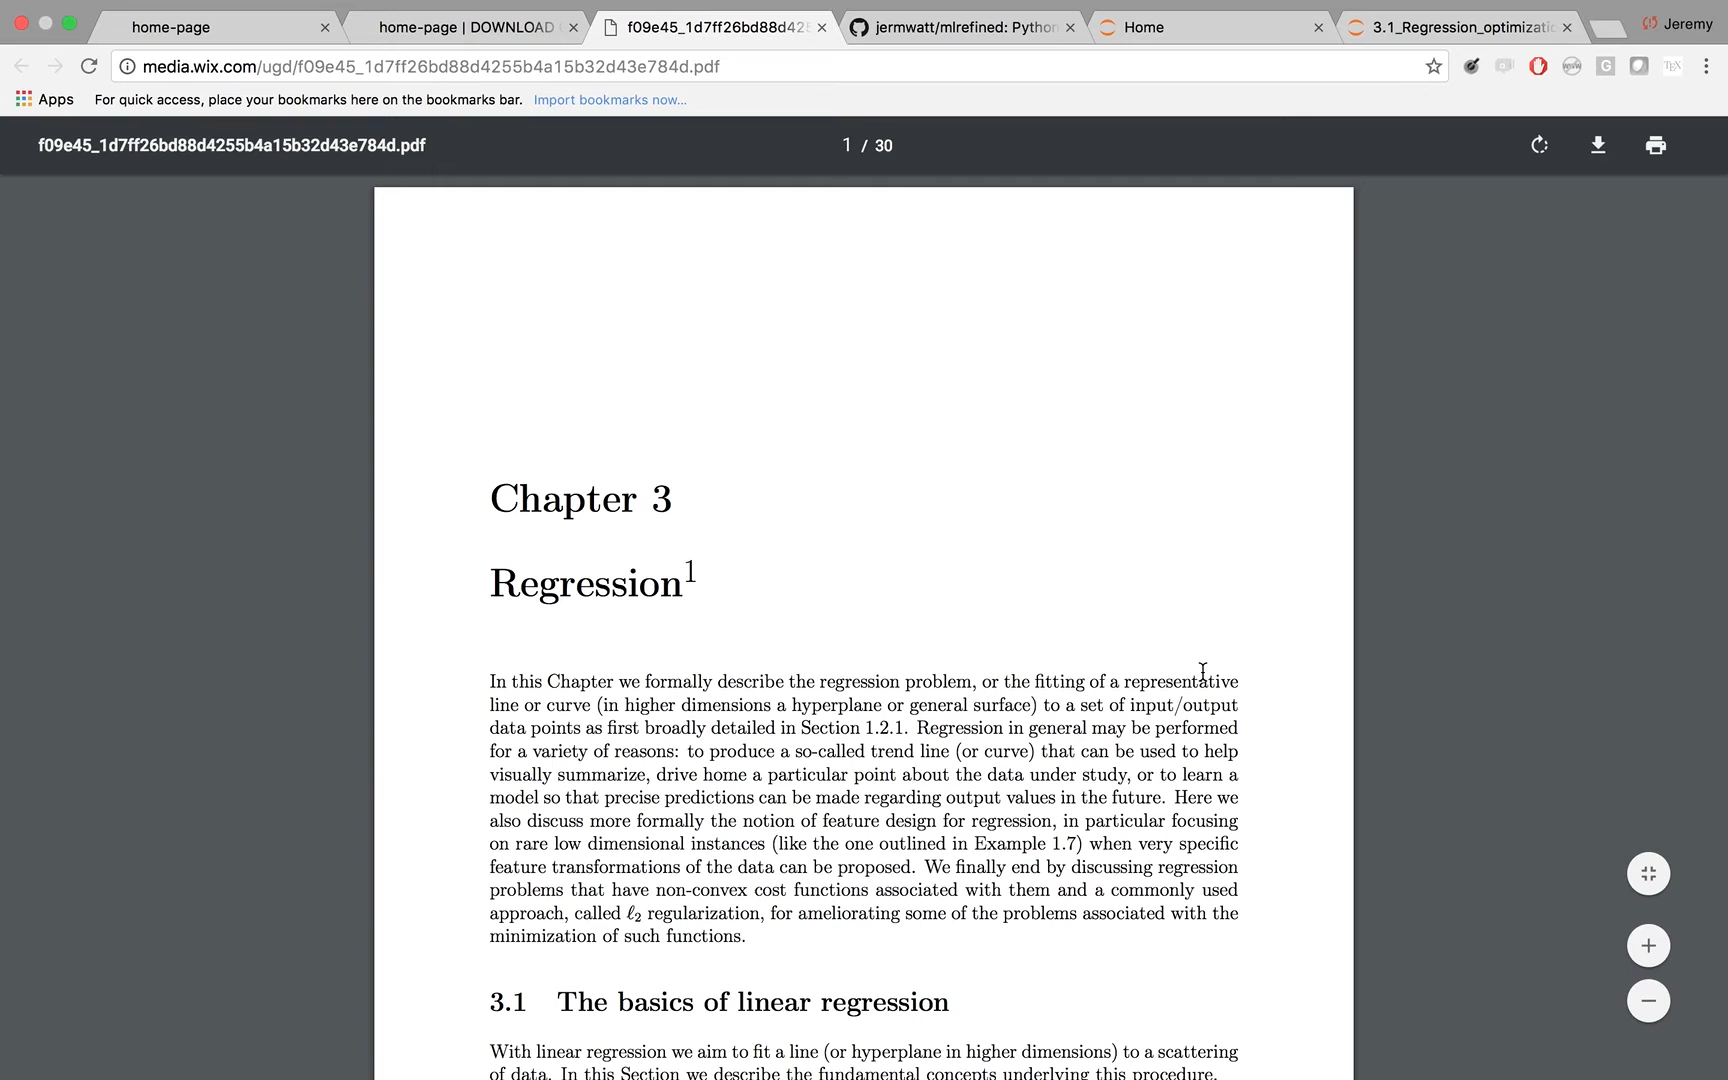 home-page
home-page | DOWNLOAD
f09e45_1d7ff26bd88d425
jermwatt/mlrefined: Python
Home
3.1_Regression_optimizatio
Jeremy
media.wix.com/ugd/f09e45_1d7ff26bd88d4255b4a15b32d43e784d.pdf
G
TEX
Apps
For quick access, place your bookmarks here on the bookmarks bar.
Import bookmarks now...
f09e45_1d7ff26bd88d4255b4a15b32d43e784d.pdf
1 / 30
Chapter 3
Regression¹
In this Chapter we formally describe the regression problem, or the fitting of a representative
line or curve (in higher dimensions a hyperplane or general surface) to a set of input/output
data points as first broadly detailed in Section 1.2.1. Regression in general may be performed
for a variety of reasons: to produce a so-called trend line (or curve) that can be used to help
visually summarize, drive home a particular point about the data under study, or to learn a
model so that precise predictions can be made regarding output values in the future. Here we
also discuss more formally the notion of feature design for regression, in particular focusing
on rare low dimensional instances (like the one outlined in Example 1.7) when very specific
feature transformations of the data can be proposed. We finally end by discussing regression
problems that have non-convex cost functions associated with them and a commonly used
approach, called ℓ₂ regularization, for ameliorating some of the problems associated with the
minimization of such functions.
3.1 The basics of linear regression
With linear regression we aim to fit a line (or hyperplane in higher dimensions) to a scattering
of data. In this Section we describe the fundamental concepts underlying this procedure.